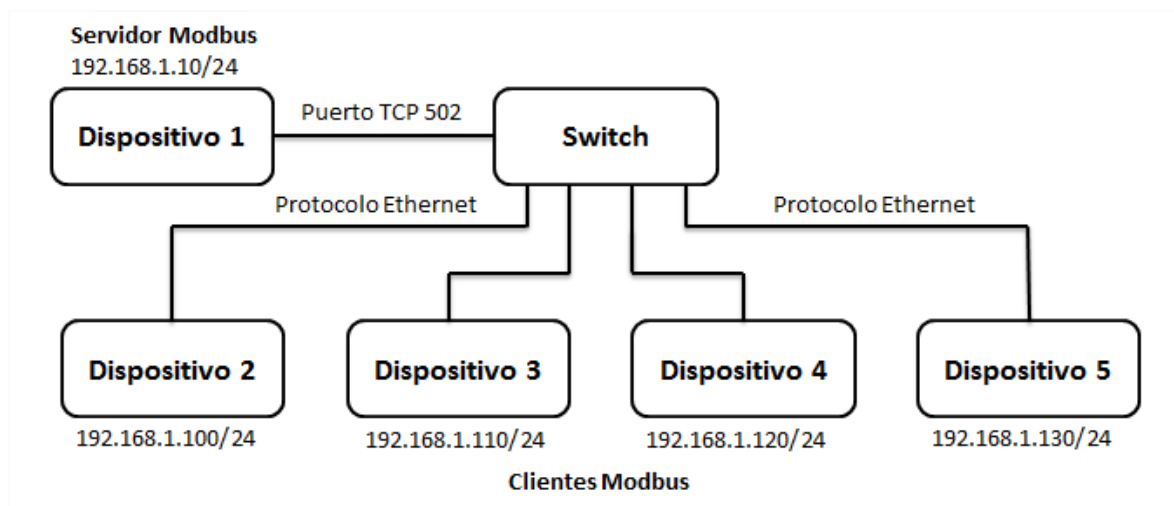 Servidor Modbus
192.168.1.10/24
Dispositivo 1
Puerto TCP 502
Switch
Protocolo Ethernet
Protocolo Ethernet
Dispositivo 2
Dispositivo 3
Dispositivo 4
Dispositivo 5
192.168.1.100/24
192.168.1.110/24
192.168.1.120/24
192.168.1.130/24
Clientes Modbus